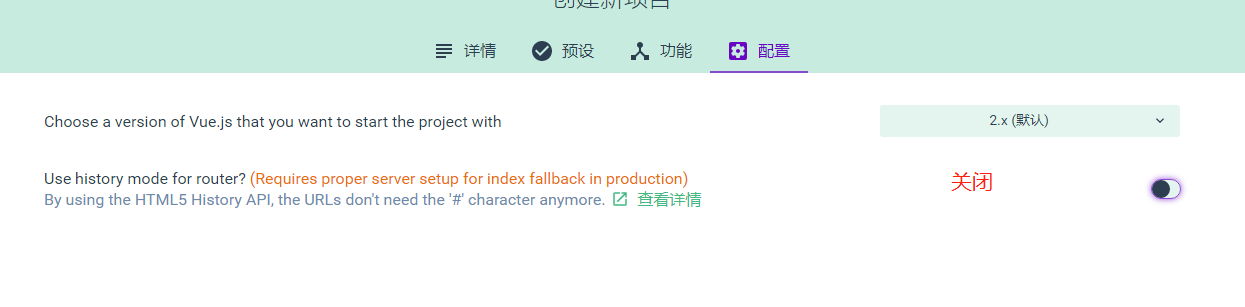 创建新项目
详情 预设 功能 配置
Choose a version of Vue.js that you want to start the project with 2.x (默认)
Use history mode for router? (Requires proper server setup for index fallback in production) 关闭
By using the HTML5 History API, the URLs don't need the '#' character anymore. 查看详情